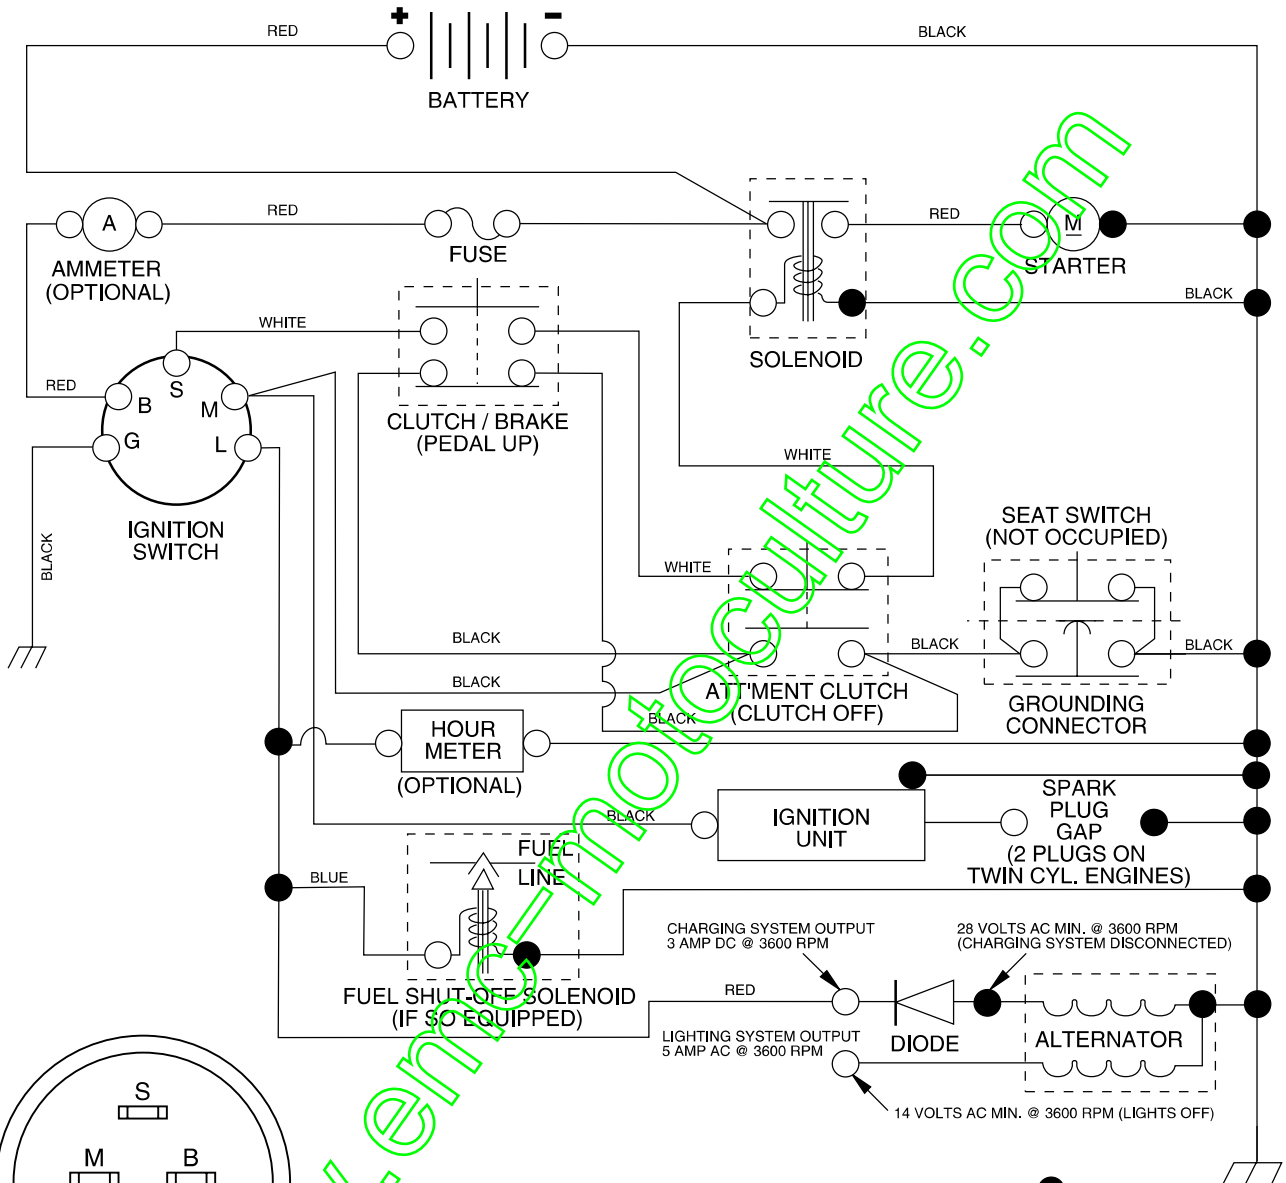 + −
RED
BLACK
BATTERY
A
RED
RED
M
AMMETER
(OPTIONAL)
FUSE
STARTER
WHITE
BLACK
SOLENOID
RED
S
B
M
G
L
CLUTCH / BRAKE
(PEDAL UP)
WHITE
IGNITION
SWITCH
BLACK
SEAT SWITCH
(NOT OCCUPIED)
WHITE
BLACK
BLACK
BLACK
BLACK
ATT'MENT CLUTCH
(CLUTCH OFF)
BLACK
GROUNDING
CONNECTOR
HOUR
METER
(OPTIONAL)
BLACK
IGNITION
UNIT
SPARK
PLUG
GAP
(2 PLUGS ON
TWIN CYL. ENGINES)
FUEL
LINE
BLUE
CHARGING SYSTEM OUTPUT
3 AMP DC @ 3600 RPM
28 VOLTS AC MIN. @ 3600 RPM
(CHARGING SYSTEM DISCONNECTED)
FUEL SHUT-OFF SOLENOID
(IF SO EQUIPPED)
RED
LIGHTING SYSTEM OUTPUT
5 AMP AC @ 3600 RPM
DIODE
ALTERNATOR
14 VOLTS AC MIN. @ 3600 RPM (LIGHTS OFF)
S
M
B
.emc-motoculture.com